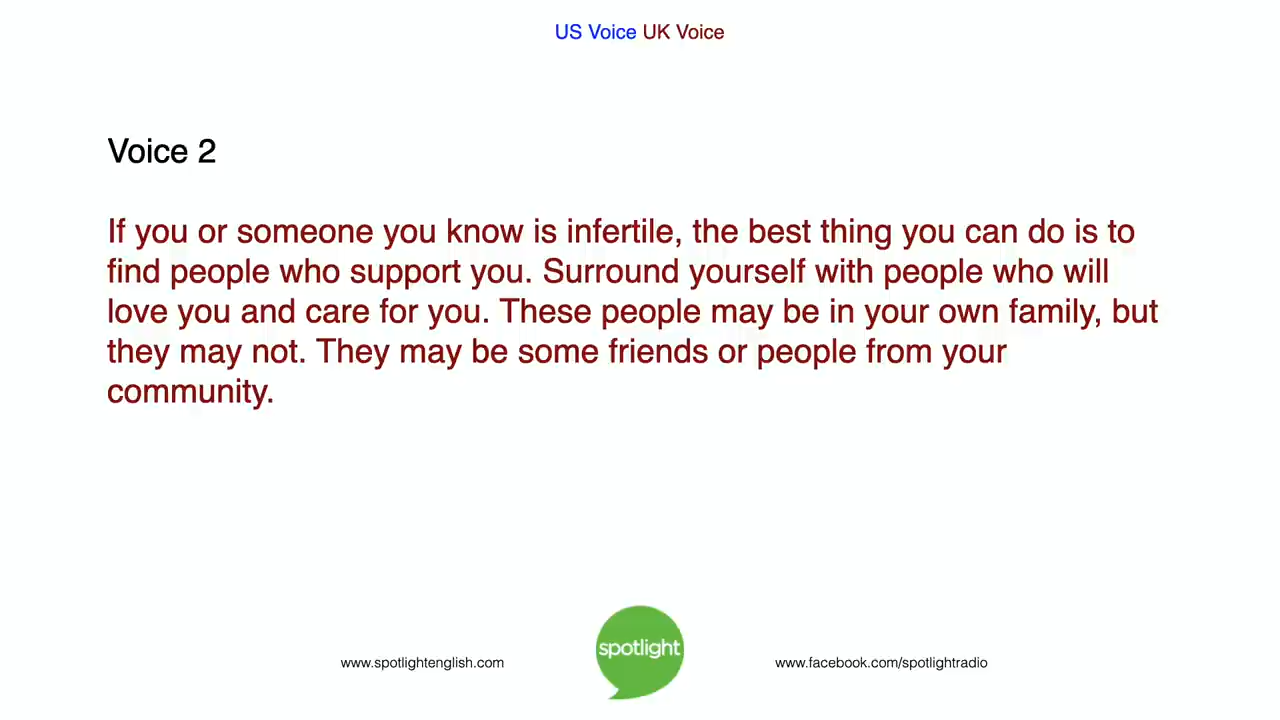 US Voice UK Voice
Voice 2
If you or someone you know is infertile, the best thing you can do is to
find people who support you. Surround yourself with people who will
love you and care for you. These people may be in your own family, but
they may not. They may be some friends or people from your
community.
spotlight
www.spotlightenglish.com
www.facebook.com/spotlightradio